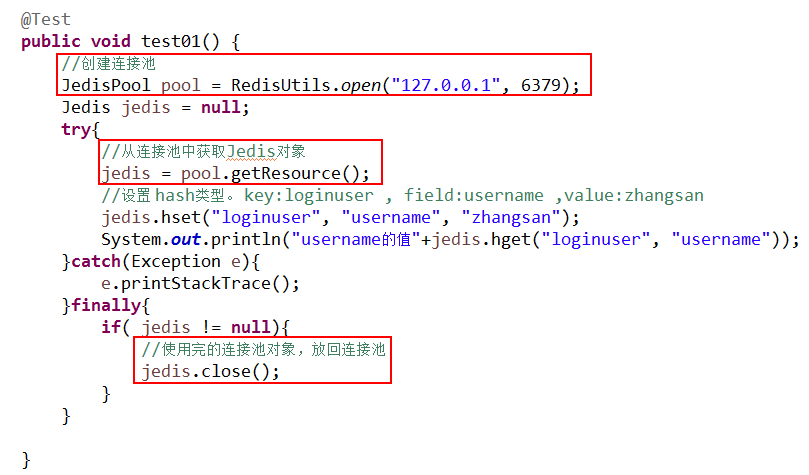 @Test
public void test01() {
//创建连接池
JedisPool pool = RedisUtils.open("127.0.0.1", 6379);
Jedis jedis = null;
try{
//从连接池中获取Jedis对象
jedis = pool.getResource();
//设置 hash类型。key:loginuser , field:username ,value:zhangsan
jedis.hset("loginuser", "username", "zhangsan");
System.out.println("username的值"+jedis.hget("loginuser", "username"));
}catch(Exception e){
e.printStackTrace();
}finally{
if( jedis != null){
//使用完的连接池对象，放回连接池
jedis.close();
}
}
}